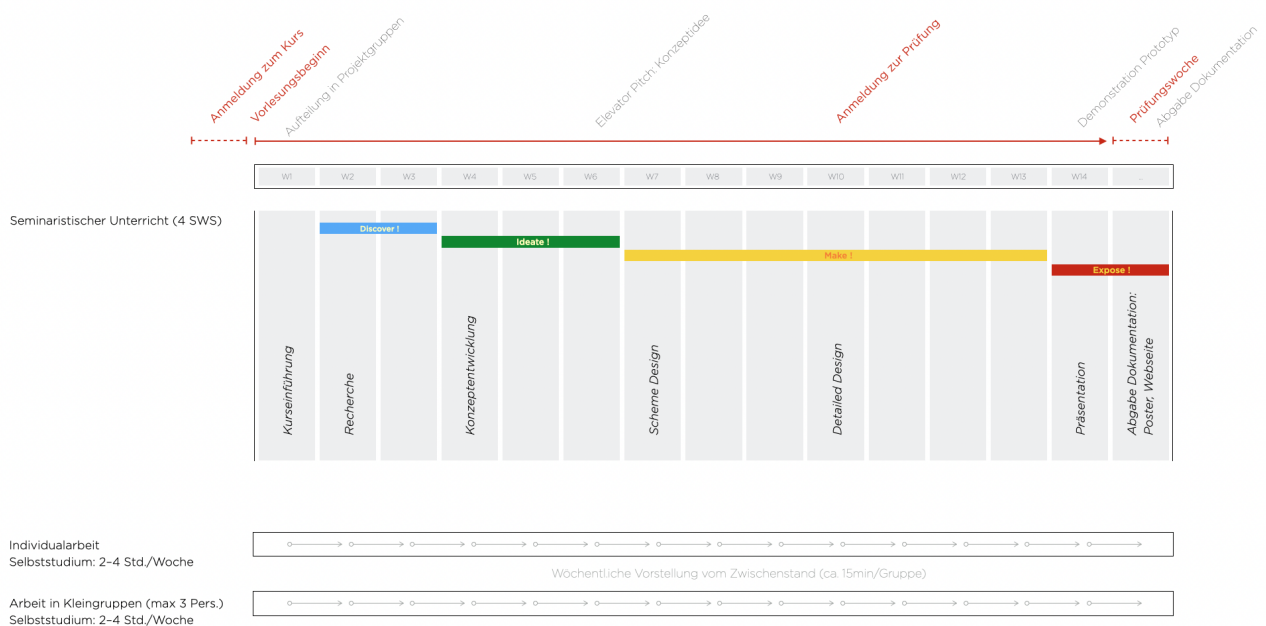 Anmeldung zum Kurs
Vorlesungsbeginn
Aufteilung in Projektgruppen
Elevator Pitch: Konzeptidee
Anmeldung zur Prüfung
Demonstration Prototyp
Prüfungswoche
Abgabe Dokumentation
W1 W2 W3 W4 W5 W6 W7 W8 W9 W10 W11 W12 W13 W14 ...
Seminaristischer Unterricht (4 SWS)
Discover !
Ideate !
Make !
Expose !
Kurseinführung
Recherche
Konzeptentwicklung
Scheme Design
Detailed Design
Präsentation
Abgabe Dokumentation:
Poster, Webseite
Individualarbeit
Selbststudium: 2–4 Std./Woche
Wöchentliche Vorstellung vom Zwischenstand (ca. 15min/Gruppe)
Arbeit in Kleingruppen (max 3 Pers.)
Selbststudium: 2–4 Std./Woche